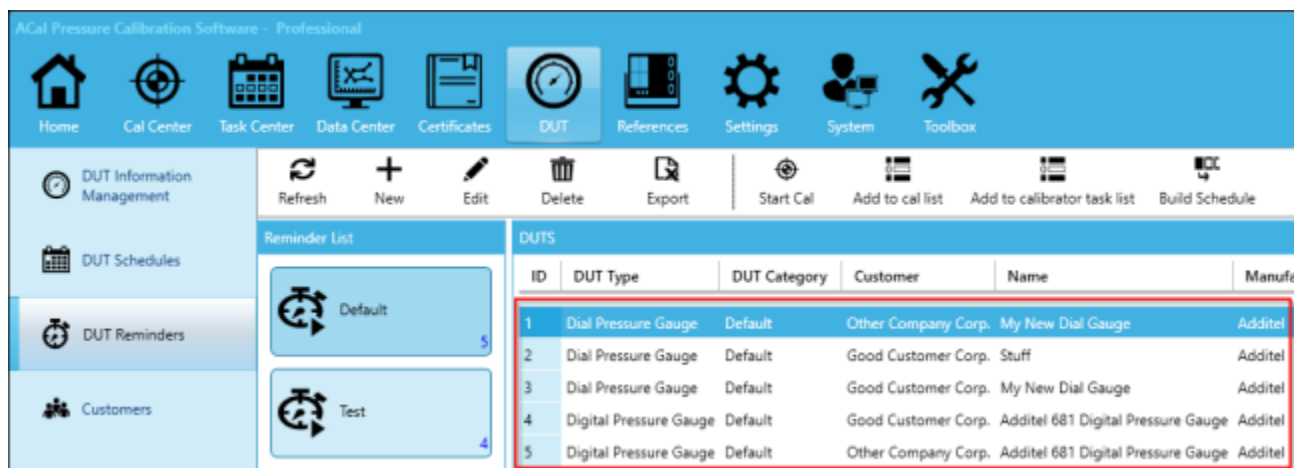 ACal Pressure Calibration Software - Professional
Home Cal Center Task Center Data Center Certificates DUT References Settings System Toolbox
DUT Information
Management
DUT Schedules
DUT Reminders
Customers
Refresh New Edit Delete Export Start Cal Add to cal list Add to calibrator task list Build Schedule
Reminder List
Default
5
Test
4
DUTS
ID DUT Type DUT Category Customer Name Manufa
1 Dial Pressure Gauge Default Other Company Corp. My New Dial Gauge Additel
2 Dial Pressure Gauge Default Good Customer Corp. Stuff Additel
3 Dial Pressure Gauge Default Good Customer Corp. My New Dial Gauge Additel
4 Digital Pressure Gauge Default Good Customer Corp. Additel 681 Digital Pressure Gauge Additel
5 Digital Pressure Gauge Default Other Company Corp. Additel 681 Digital Pressure Gauge Additel